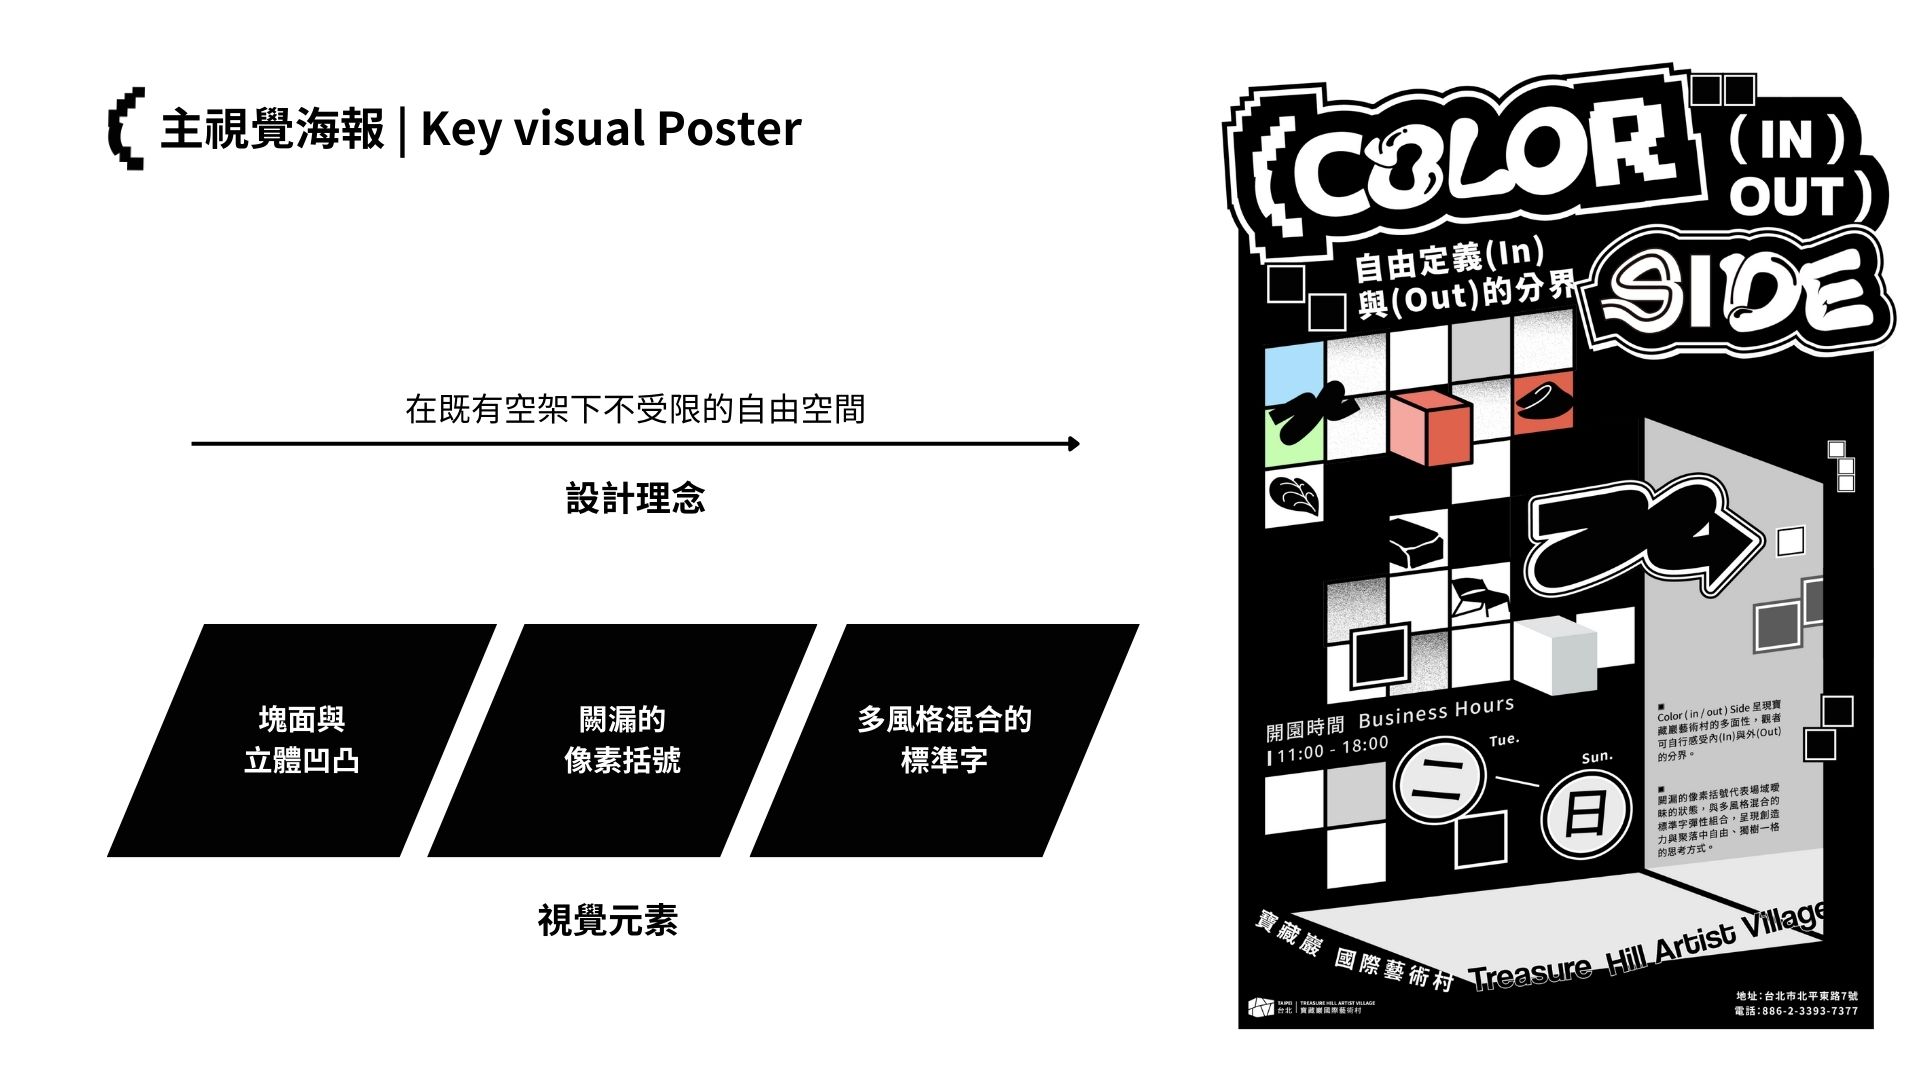 主視覺海報 | Key visual Poster
在既有空架下不受限的自由空間
設計理念
塊面與
立體凹凸
闕漏的
像素括號
多風格混合的
標準字
視覺元素
(COLOR
( IN )
OUT )
SIDE
自由定義(In)
與(Out)的分界
開園時間 Business Hours
11:00 - 18:00
Tue.
二
Sun.
日
Color ( in / out ) Side 呈現寶
藏巖藝術村的多面性，觀者
可自行感受內(In)與外(Out)
的分界。
闕漏的像素括號代表場域曖
昧的狀態，與多風格混合的
標準字彈性組合，呈現創造
力與聚落中自由、獨樹一格
的思考方式。
寶藏巖 國際藝術村 Treasure Hill Artist Village
TAIPEI | TREASURE HILL ARTIST VILLAGE
台北 | 寶藏巖國際藝術村
地址:台北市北平東路7號
電話:886-2-3393-7377